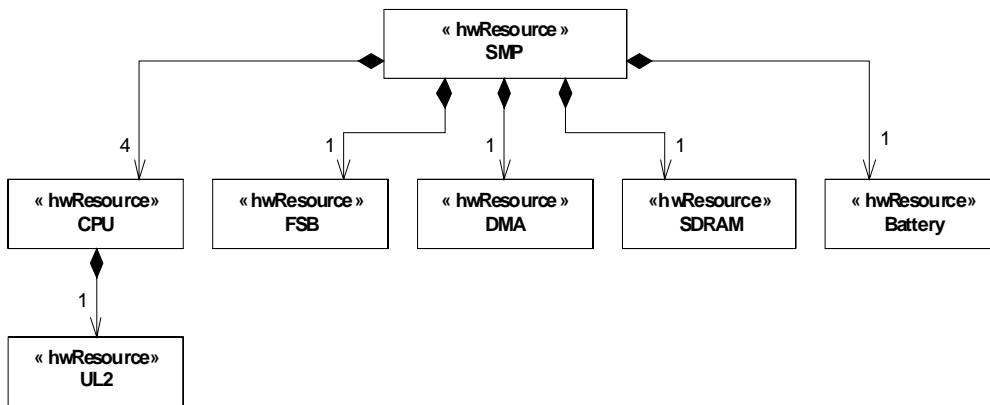 « hwResource »
SMP
4
1
1
1
1
« hwResource»
CPU
« hwResource»
FSB
« hwResource»
DMA
«hwResource»
SDRAM
« hwResource»
Battery
1
« hwResource»
UL2